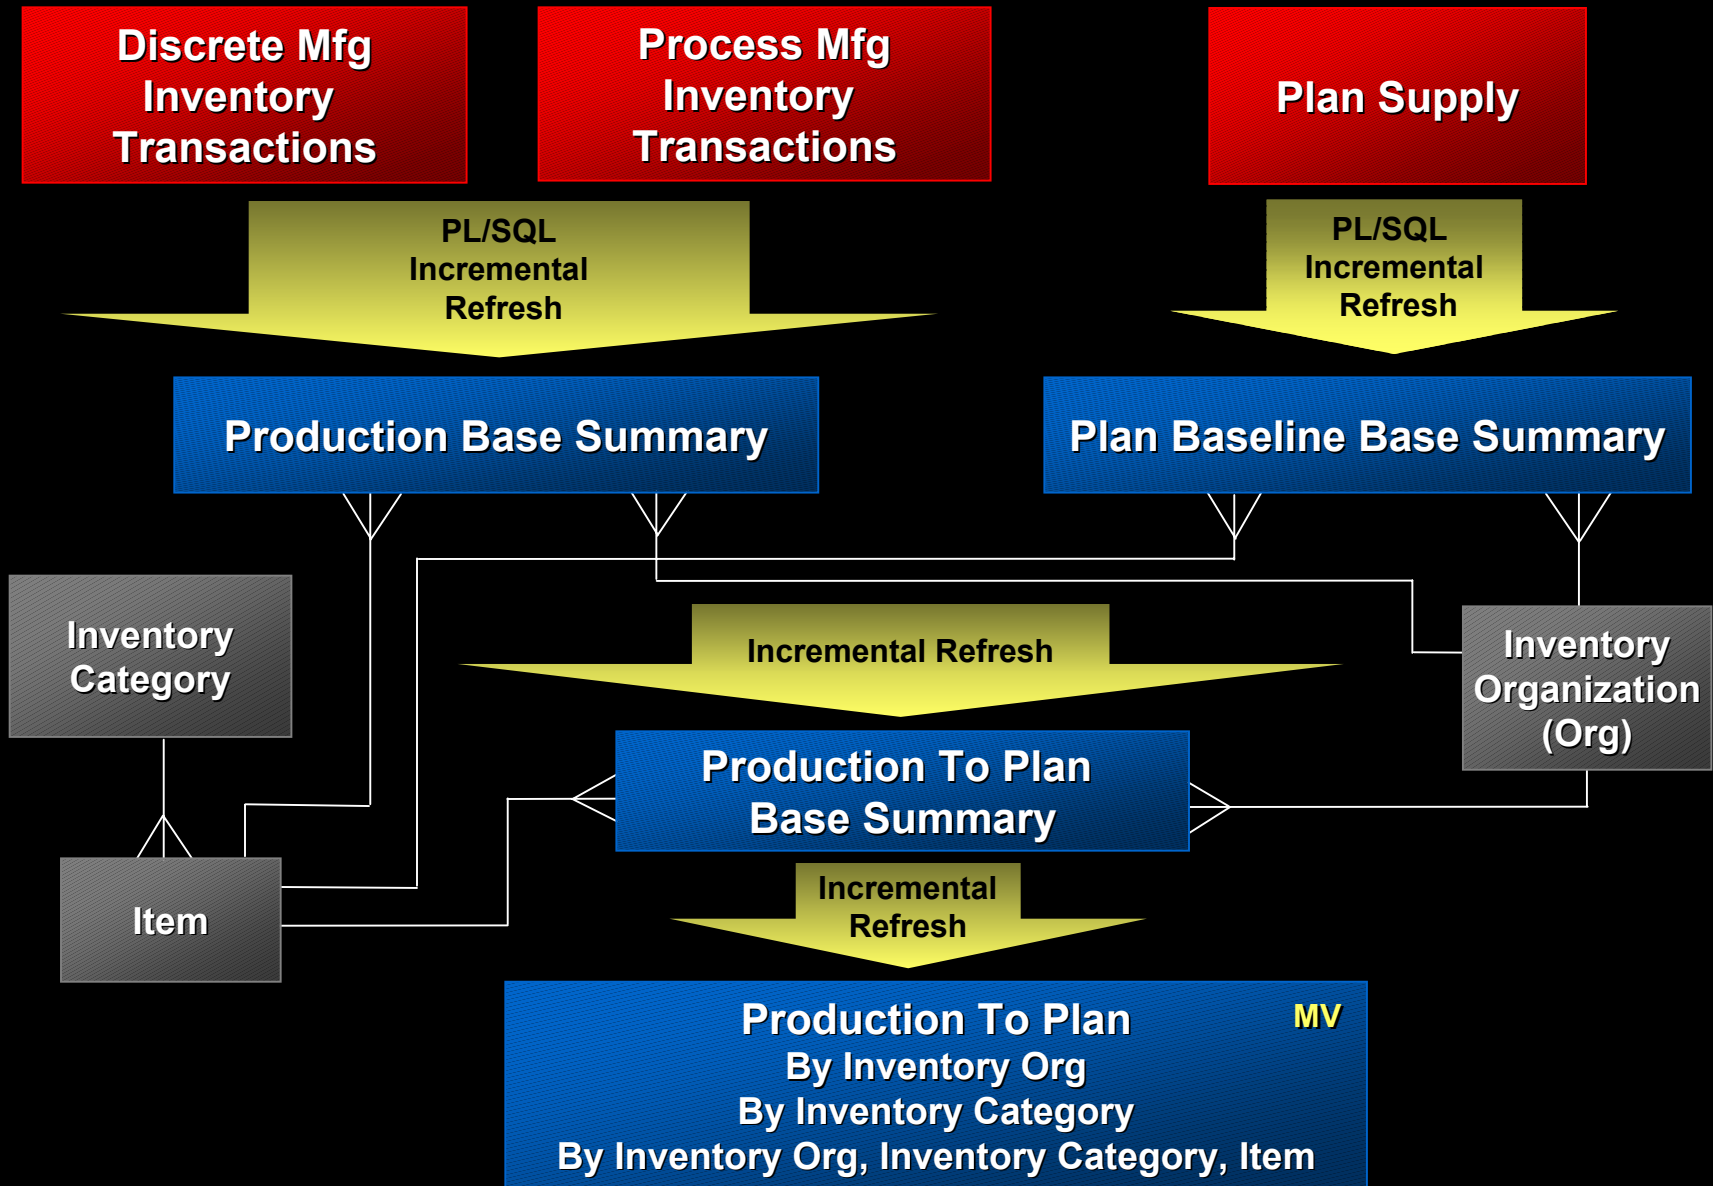 Discrete Mfg
Inventory
Transactions
Process Mfg
Inventory
Transactions
Plan Supply
PL/SQL
Incremental
Refresh
PL/SQL
Incremental
Refresh
Production Base Summary
Plan Baseline Base Summary
Inventory
Category
Incremental Refresh
Inventory
Organization
(Org)
Production To Plan
Base Summary
Item
Incremental
Refresh
Production To Plan
MV
By Inventory Org
By Inventory Category
By Inventory Org, Inventory Category, Item